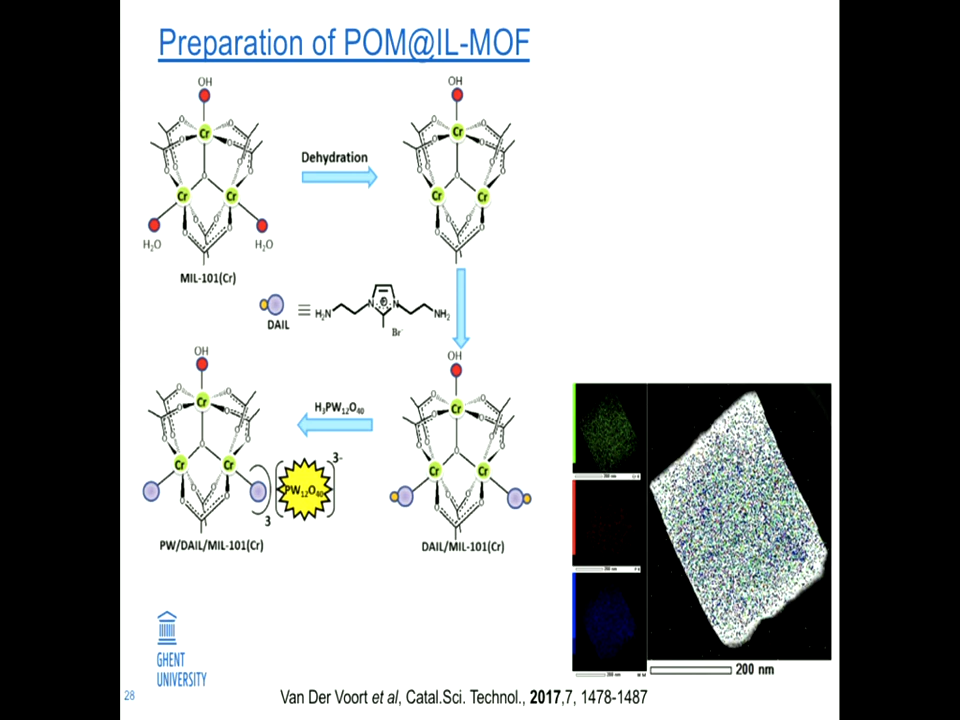 Preparation of POM@IL-MOF
OH
Cr
Cr
Cr
H₂O
H₂O
MIL-101(Cr)
Dehydration
OH
Cr
Cr
Cr
DAIL
H₂N
N
N
NH₂
Br⁻
OH
Cr
Cr
Cr
DAIL/MIL-101(Cr)
H₃PW₁₂O₄₀
OH
Cr
Cr
Cr
PW₁₂O₄₀
3-
3
PW/DAIL/MIL-101(Cr)
200 nm
GHENT
UNIVERSITY
28
Van Der Voort et al, Catal.Sci. Technol., 2017,7, 1478-1487